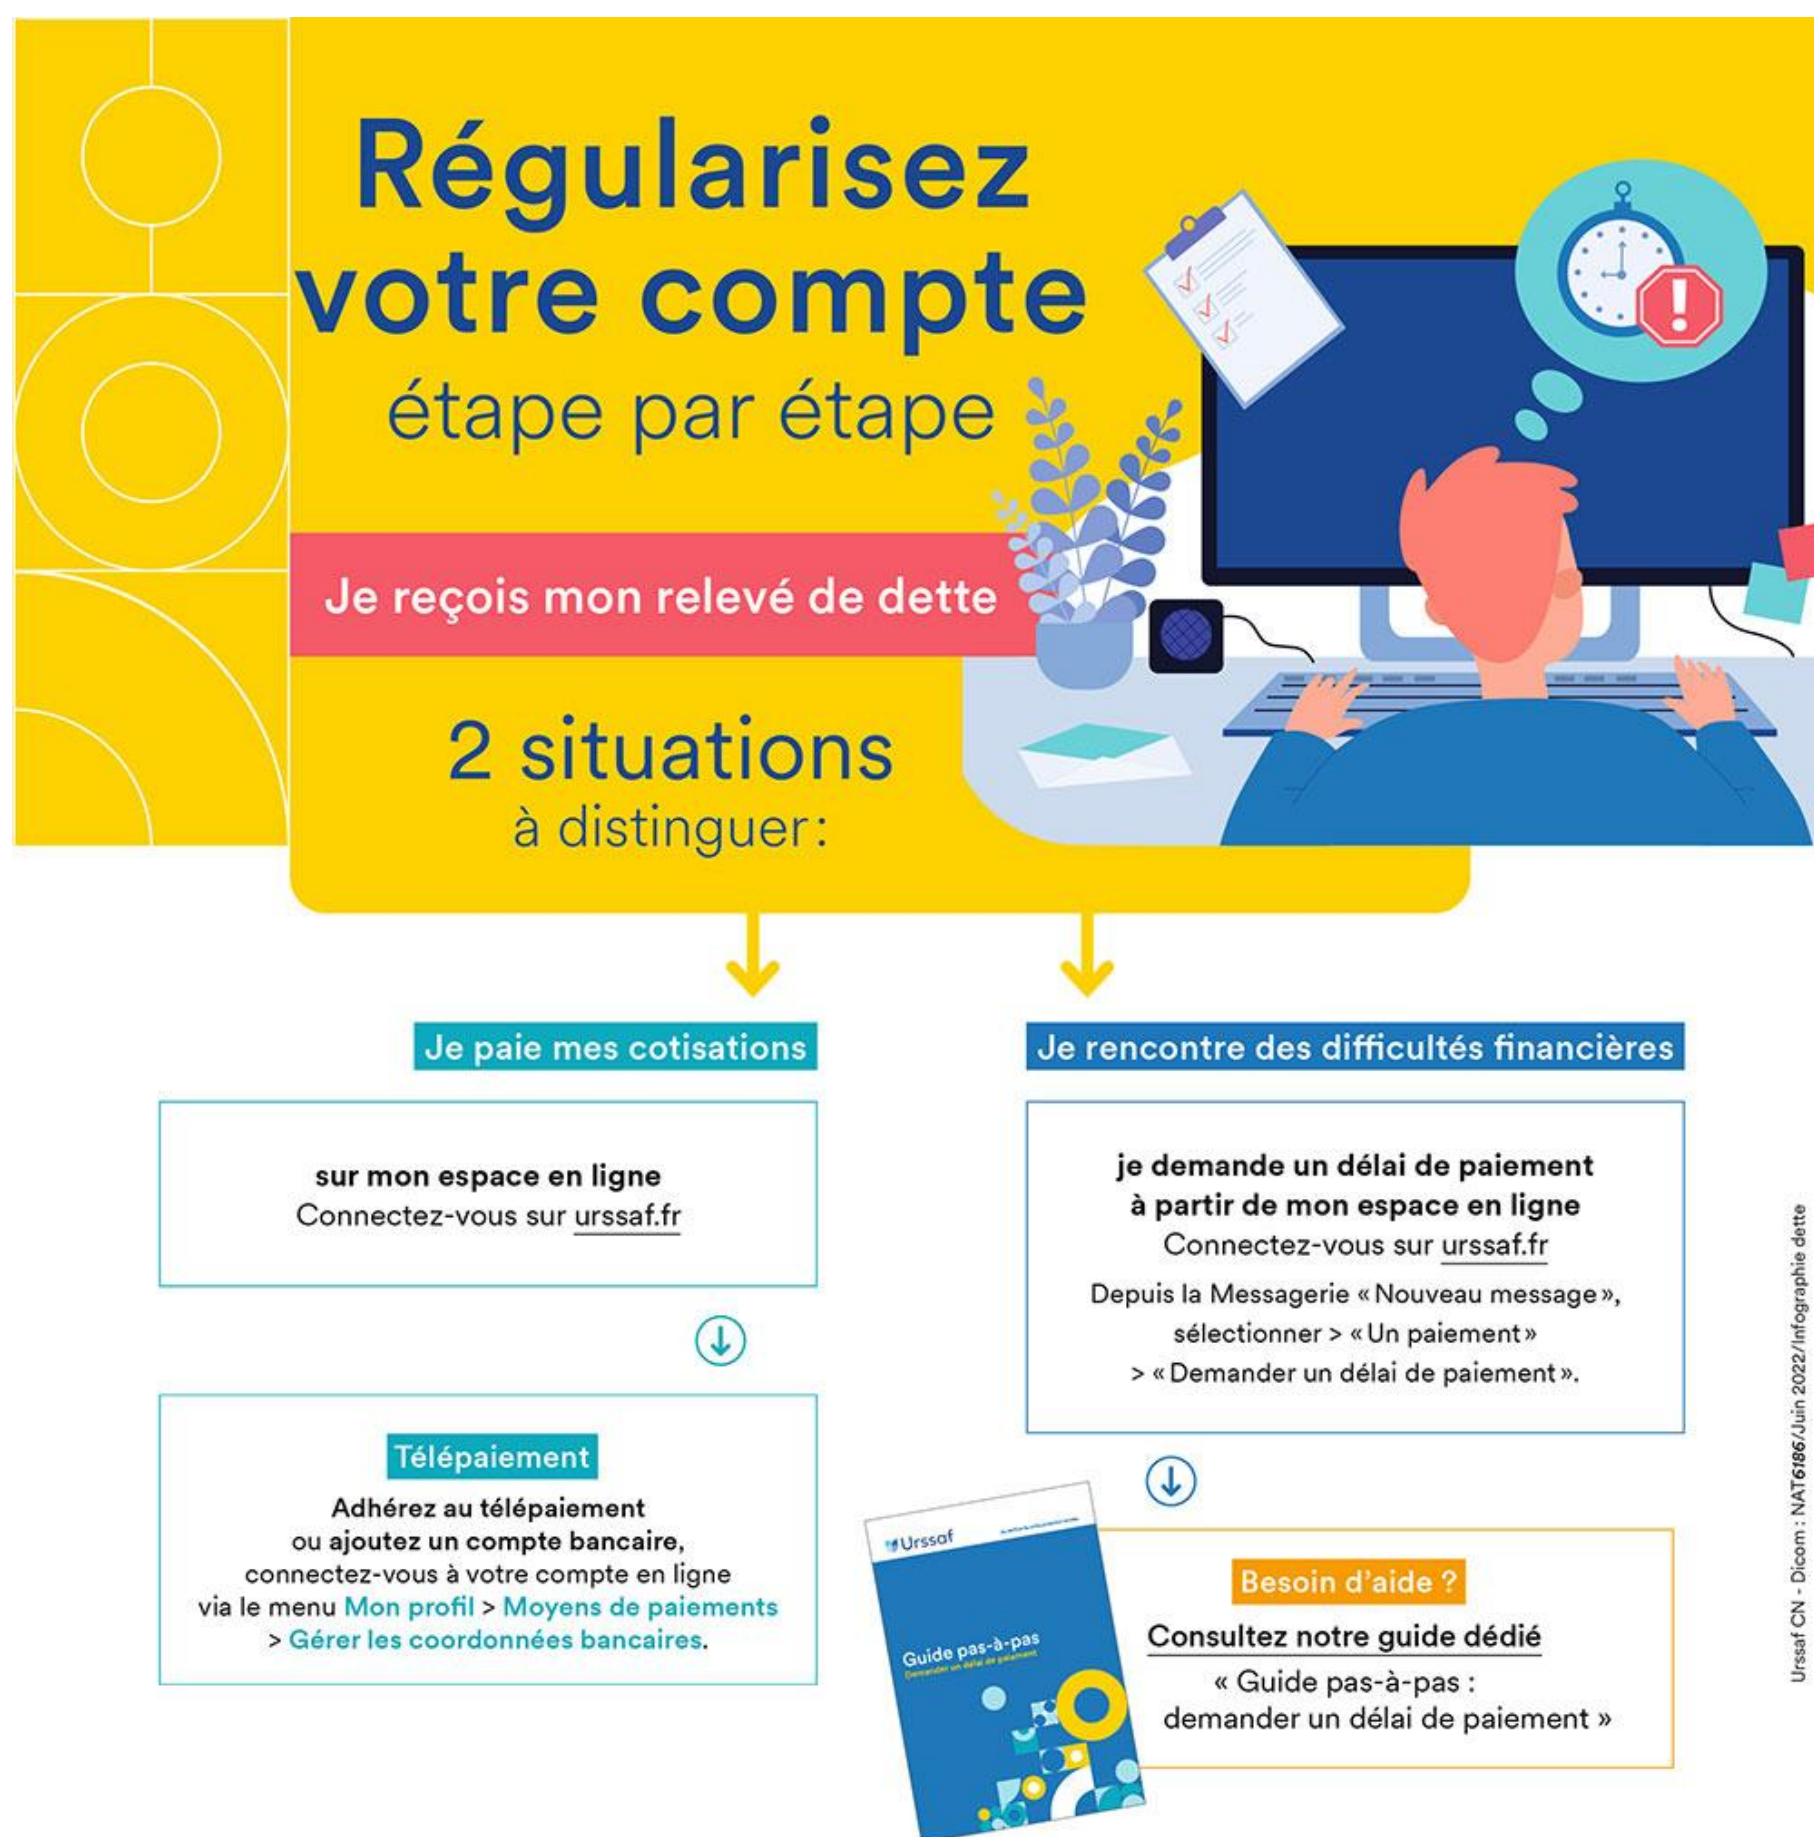 Régularisez
votre compte
étape par étape
Je reçois mon relevé de dette
2 situations
à distinguer :
Je paie mes cotisations
sur mon espace en ligne
Connectez-vous sur urssaf.fr
Télépaiement
Adhérez au télépaiement
ou ajoutez un compte bancaire,
connectez-vous à votre compte en ligne
via le menu Mon profil > Moyens de paiements
> Gérer les coordonnées bancaires.
Je rencontre des difficultés financières
je demande un délai de paiement
à partir de mon espace en ligne
Connectez-vous sur urssaf.fr
Depuis la Messagerie « Nouveau message »,
sélectionner > « Un paiement »
> « Demander un délai de paiement ».
Urssaf
Guide pas-à-pas
Demander un délai de paiement
Besoin d'aide ?
Consultez notre guide dédié
« Guide pas-à-pas :
demander un délai de paiement »
Urssaf CN - Dicom : NAT6186/Juin 2022/Infographie dette